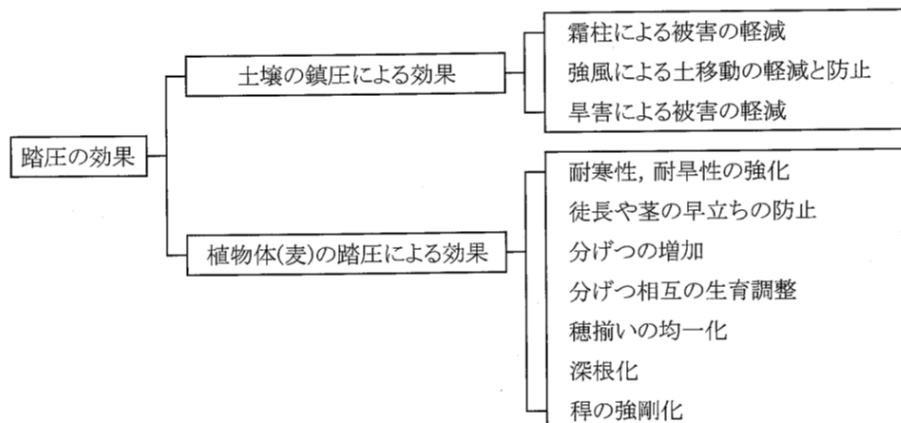 踏圧の効果
土壌の鎮圧による効果
霜柱による被害の軽減
強風による土移動の軽減と防止
旱害による被害の軽減
植物体(麦)の踏圧による効果
耐寒性, 耐旱性の強化
徒長や茎の早立ちの防止
分げつの増加
分げつ相互の生育調整
穂揃いの均一化
深根化
稈の強剛化